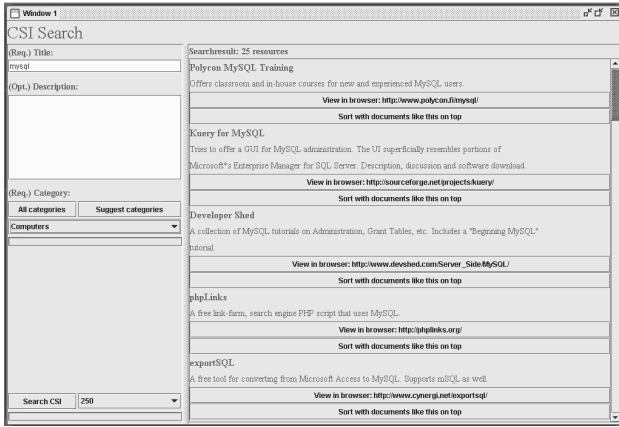 Window 1
CSI Search
(Req.) Title:
mysql
(Opt.) Description:
(Req.) Category:
All categories
Suggest categories
Computers
Search CSI
250
Searchresult: 25 resources
Polycon MySQL Training
Offers classroom and in-house courses for new and experienced MySQL users.
View in browser: http://www.polycon.fi/mysql/
Sort with documents like this on top
Kuery for MySQL
Tries to offer a GUI for MySQL administration. The UI superficially resembles portions of
Microsoft*s Enterprise Manager for SQL Server. Description, discussion and software download.
View in browser: http://sourceforge.net/projects/kuery/
Sort with documents like this on top
Developer Shed
A collection of MySQL tutorials on Administration, Grant Tables, etc. Includes a "Beginning MySQL"
tutorial.
View in browser: http://www.devshed.com/Server_Side/MySQL/
Sort with documents like this on top
phpLinks
A free link-farm, search engine PHP script that uses MySQL.
View in browser: http://phplinks.org/
Sort with documents like this on top
exportSQL
A free tool for converting from Microsoft Access to MySQL. Supports mSQL as well.
View in browser: http://www.cynergi.net/exportsql/
Sort with documents like this on top